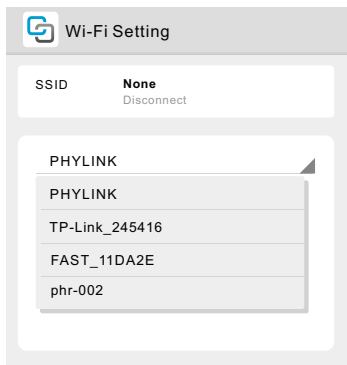 Wi-Fi Setting
SSID None
Disconnect
PHYLINK
PHYLINK
TP-Link_245416
FAST_11DA2E
phr-002